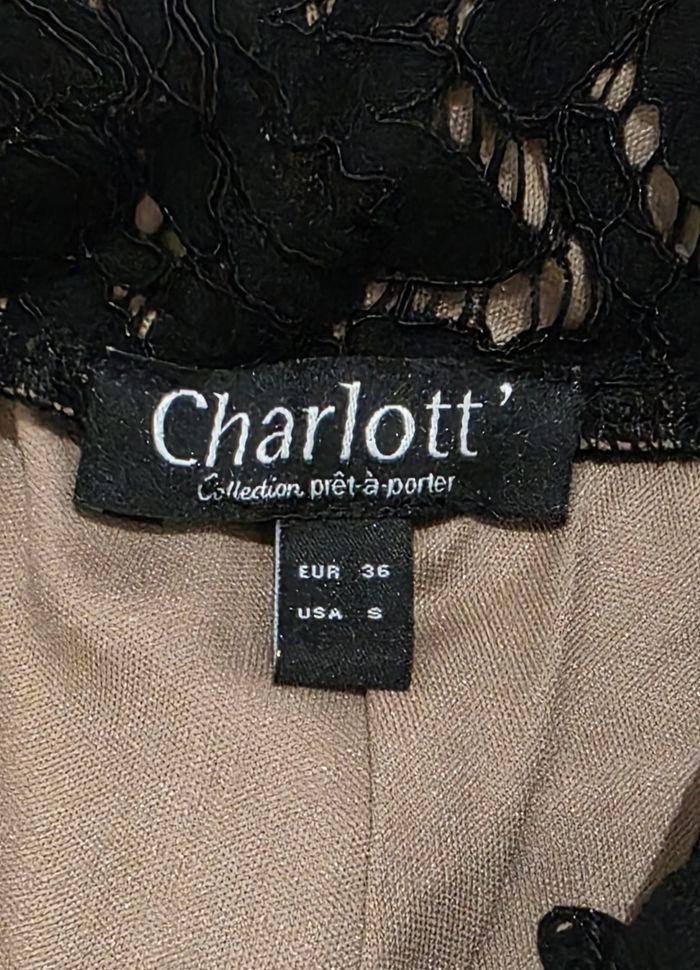 Charlott'
Collection prêt-à-porter
EUR 36
USA S